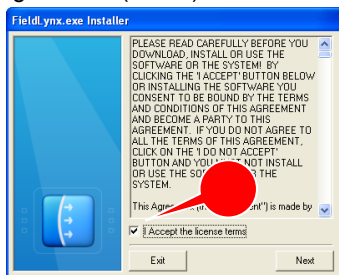 FieldLynx.exe Installer
PLEASE READ CAREFULLY BEFORE YOU
DOWNLOAD, INSTALL OR USE THE
SOFTWARE OR THE SYSTEM! BY
CLICKING THE 'I ACCEPT' BUTTON BELOW
OR INSTALLING THE SOFTWARE YOU
CONSENT TO BE BOUND BY THE TERMS
AND CONDITIONS OF THIS AGREEMENT
AND BECOME A PARTY TO THIS
AGREEMENT. IF YOU DO NOT AGREE TO
ALL THE TERMS OF THIS AGREEMENT,
CLICK ON THE 'I DO NOT ACCEPT'
BUTTON AND YOU NOT INSTALL
OR USE THE THE
SYSTEM.
This is made by
I Accept the license terms
Exit
Next